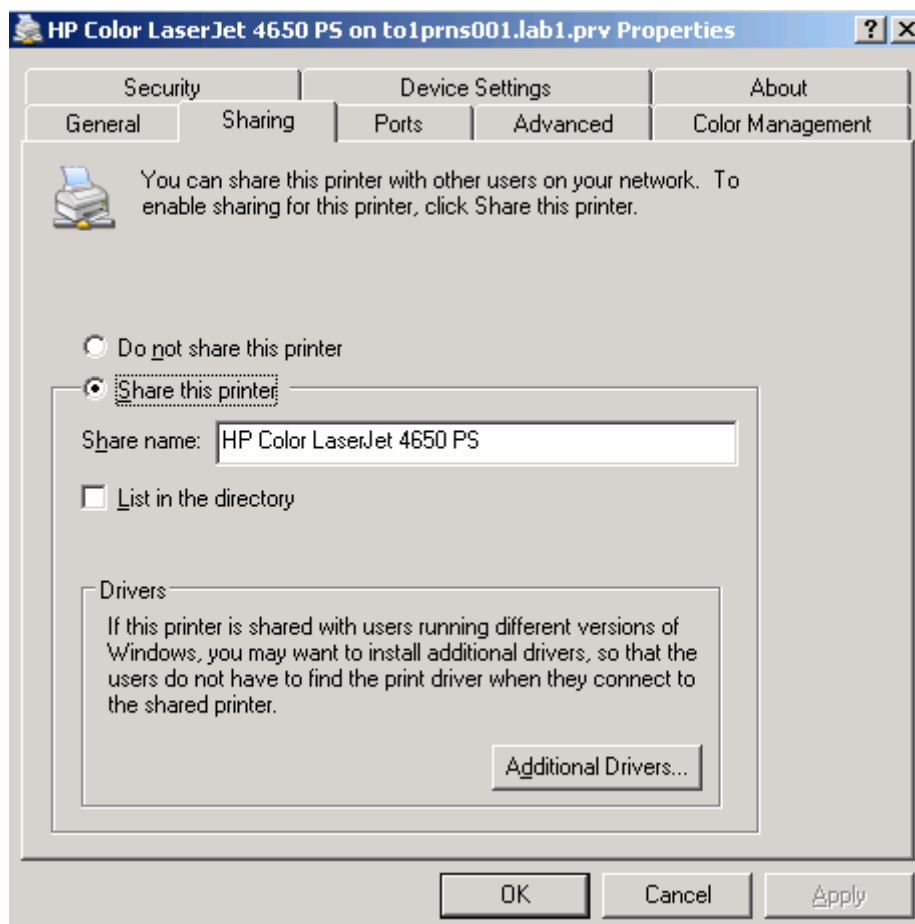 HP Color LaserJet 4650 PS on to1prns001.lab1.prv Properties
Security Device Settings About
General Sharing Ports Advanced Color Management
You can share this printer with other users on your network. To
enable sharing for this printer, click Share this printer.
Do not share this printer
Share this printer
Share name: HP Color LaserJet 4650 PS
List in the directory
Drivers
If this printer is shared with users running different versions of
Windows, you may want to install additional drivers, so that the
users do not have to find the print driver when they connect to
the shared printer.
Additional Drivers...
OK Cancel Apply